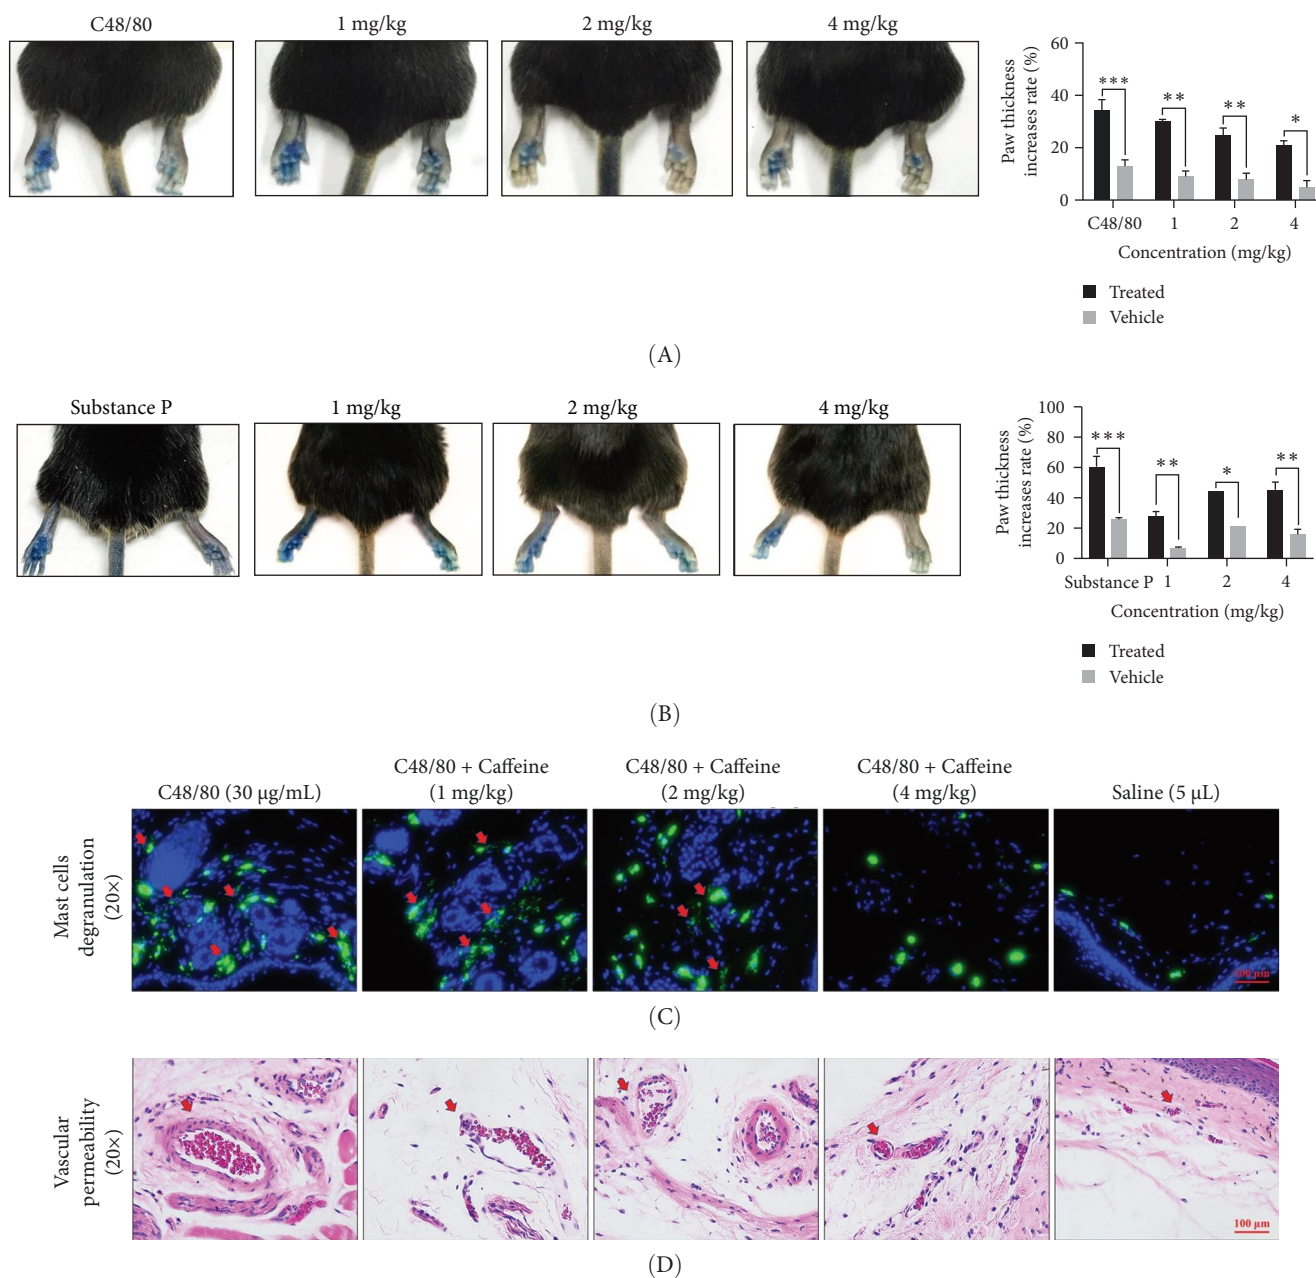 C48/80
1 mg/kg
2 mg/kg
4 mg/kg
Paw thickness
increases rate (%)
60
40
20
0
***
**
**
*
C48/80
1
2
4
Concentration (mg/kg)
Treated
Vehicle
(A)
Substance P
1 mg/kg
2 mg/kg
4 mg/kg
Paw thickness
increases rate (%)
100
80
60
40
20
0
***
**
*
**
Substance P
1
2
4
Concentration (mg/kg)
Treated
Vehicle
(B)
C48/80 (30 μg/mL)
C48/80 + Caffeine
(1 mg/kg)
C48/80 + Caffeine
(2 mg/kg)
C48/80 + Caffeine
(4 mg/kg)
Saline (5 μL)
Mast cells
degranulation
(20×)
100 μm
(C)
Vascular
permeability
(20×)
100 μm
(D)